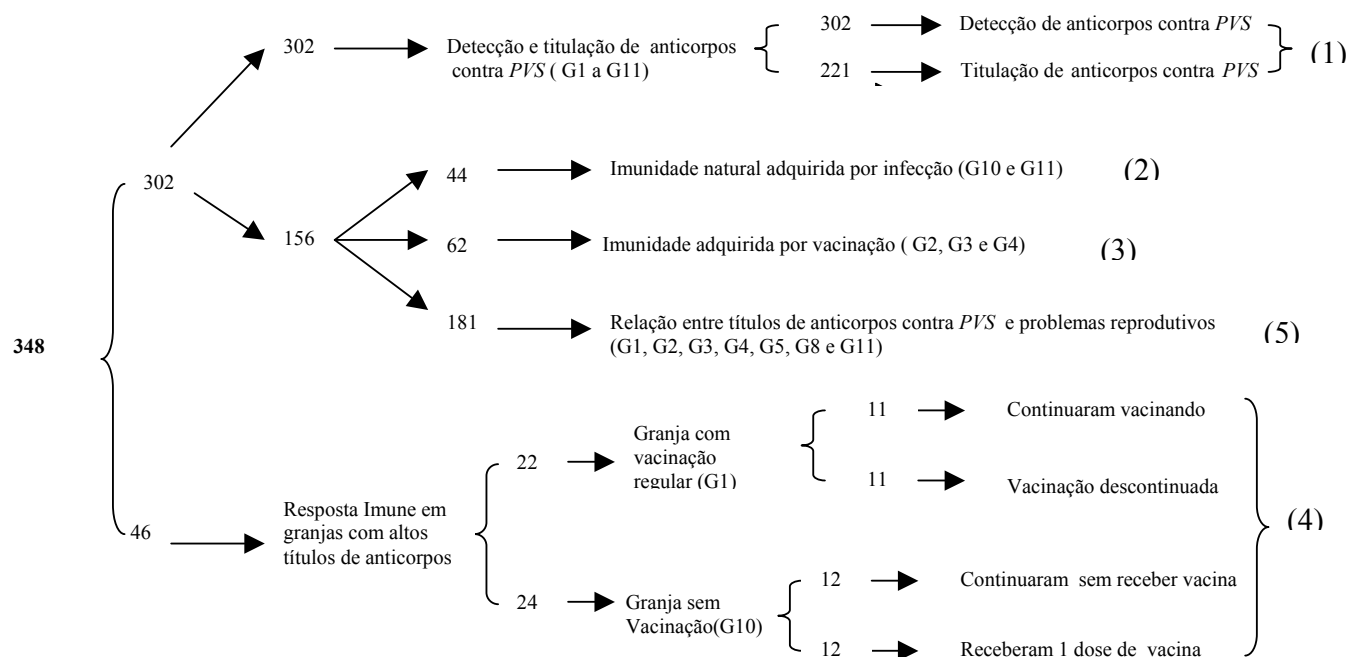 302
Detecção e titulação de anticorpos
contra PVS ( G1 a G11)
302
Detecção de anticorpos contra PVS
221
Titulação de anticorpos contra PVS
(1)
302
156
44
Imunidade natural adquirida por infecção (G10 e G11)
(2)
62
Imunidade adquirida por vacinação ( G2, G3 e G4)
(3)
181
Relação entre títulos de anticorpos contra PVS e problemas reprodutivos
(G1, G2, G3, G4, G5, G8 e G11)
(5)
348
46
Resposta Imune em
granjas com altos
títulos de anticorpos
22
Granja com
vacinação
regular (G1)
11
Continuaram vacinando
11
Vacinação descontinuada
24
Granja sem
Vacinação(G10)
12
Continuaram sem receber vacina
12
Receberam 1 dose de vacina
(4)